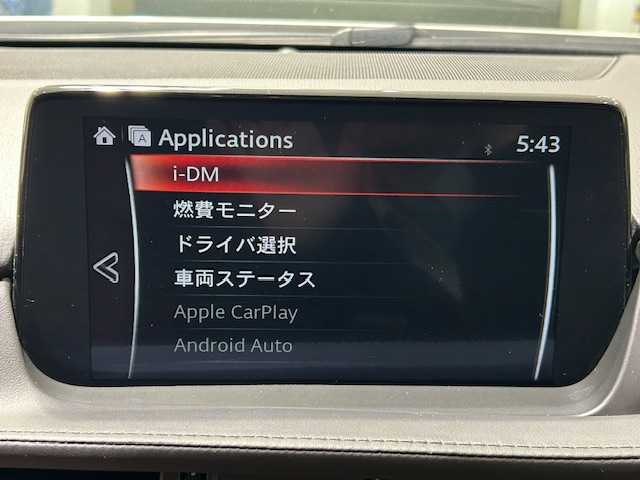 Applications 5:43
i-DM
燃費モニター
ドライバ選択
車両ステータス
Apple CarPlay
Android Auto